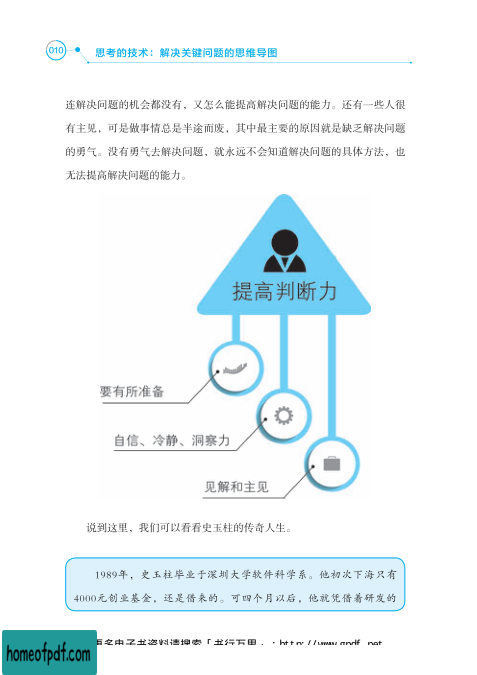 010
思考的技术：解决关键问题的思维导图
连解决问题的机会都没有，又怎么能提高解决问题的能力。还有一些人很
有主见，可是做事情总是半途而废，其中最主要的原因就是缺乏解决问题
的勇气。没有勇气去解决问题，就永远不会知道解决问题的具体方法，也
无法提高解决问题的能力。
提高判断力
要有所准备
自信、冷静、洞察力
见解和主见
说到这里，我们可以看看史玉柱的传奇人生。
1989年，史玉柱毕业于深圳大学软件科学系。他初次下海只有
4000元创业基金，还是借来的。可四个月以后，他就凭借着研发的
更多电子书资料请搜索「书行万里」：http://www.gpdf.net
homeofpdf.com